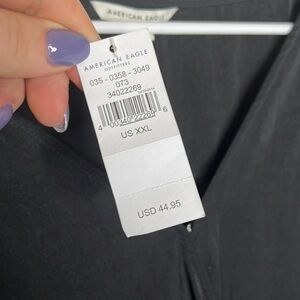 AMERICAN EAGLE
AMERICAN EAGLE
OUTFITTERS
035 - 0358 - 3049
073
34022269
US XXL
USD 44.95